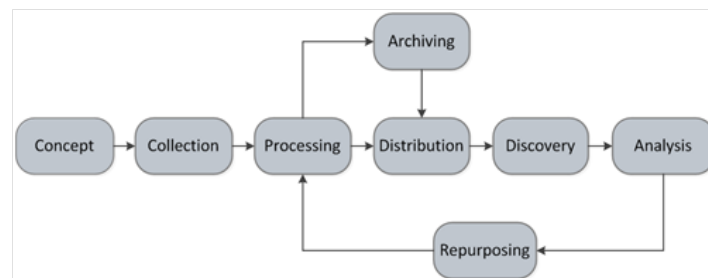 Archiving
Concept
Collection
Processing
Distribution
Discovery
Analysis
Repurposing